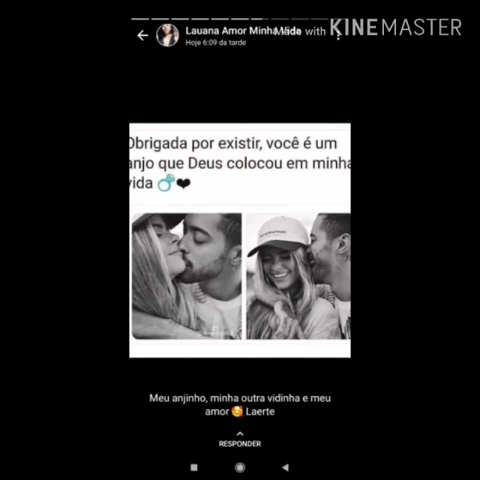 Lauana Amor Minha Vida
Made with KINEMASTER
Hoje 6:09 da tarde
Obrigada por existir, você é um
anjo que Deus colocou em minha
vida 💍❤
Meu anjinho, minha outra vidinha e meu
amor 🥰 Laerte
RESPONDER